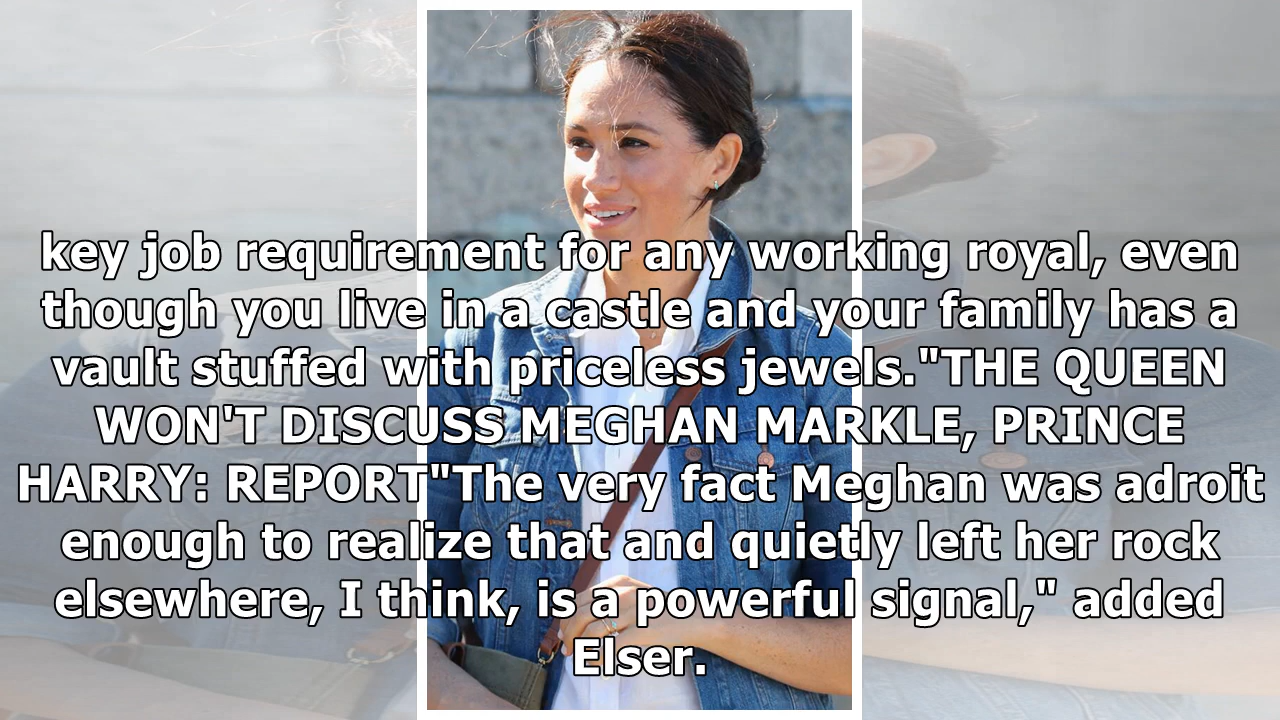 key job requirement for any working royal, even
though you live in a castle and your family has a
vault stuffed with priceless jewels."THE QUEEN
WON'T DISCUSS MEGHAN MARKLE, PRINCE
HARRY: REPORT"The very fact Meghan was adroit
enough to realize that and quietly left her rock
elsewhere, I think, is a powerful signal," added
Elser.